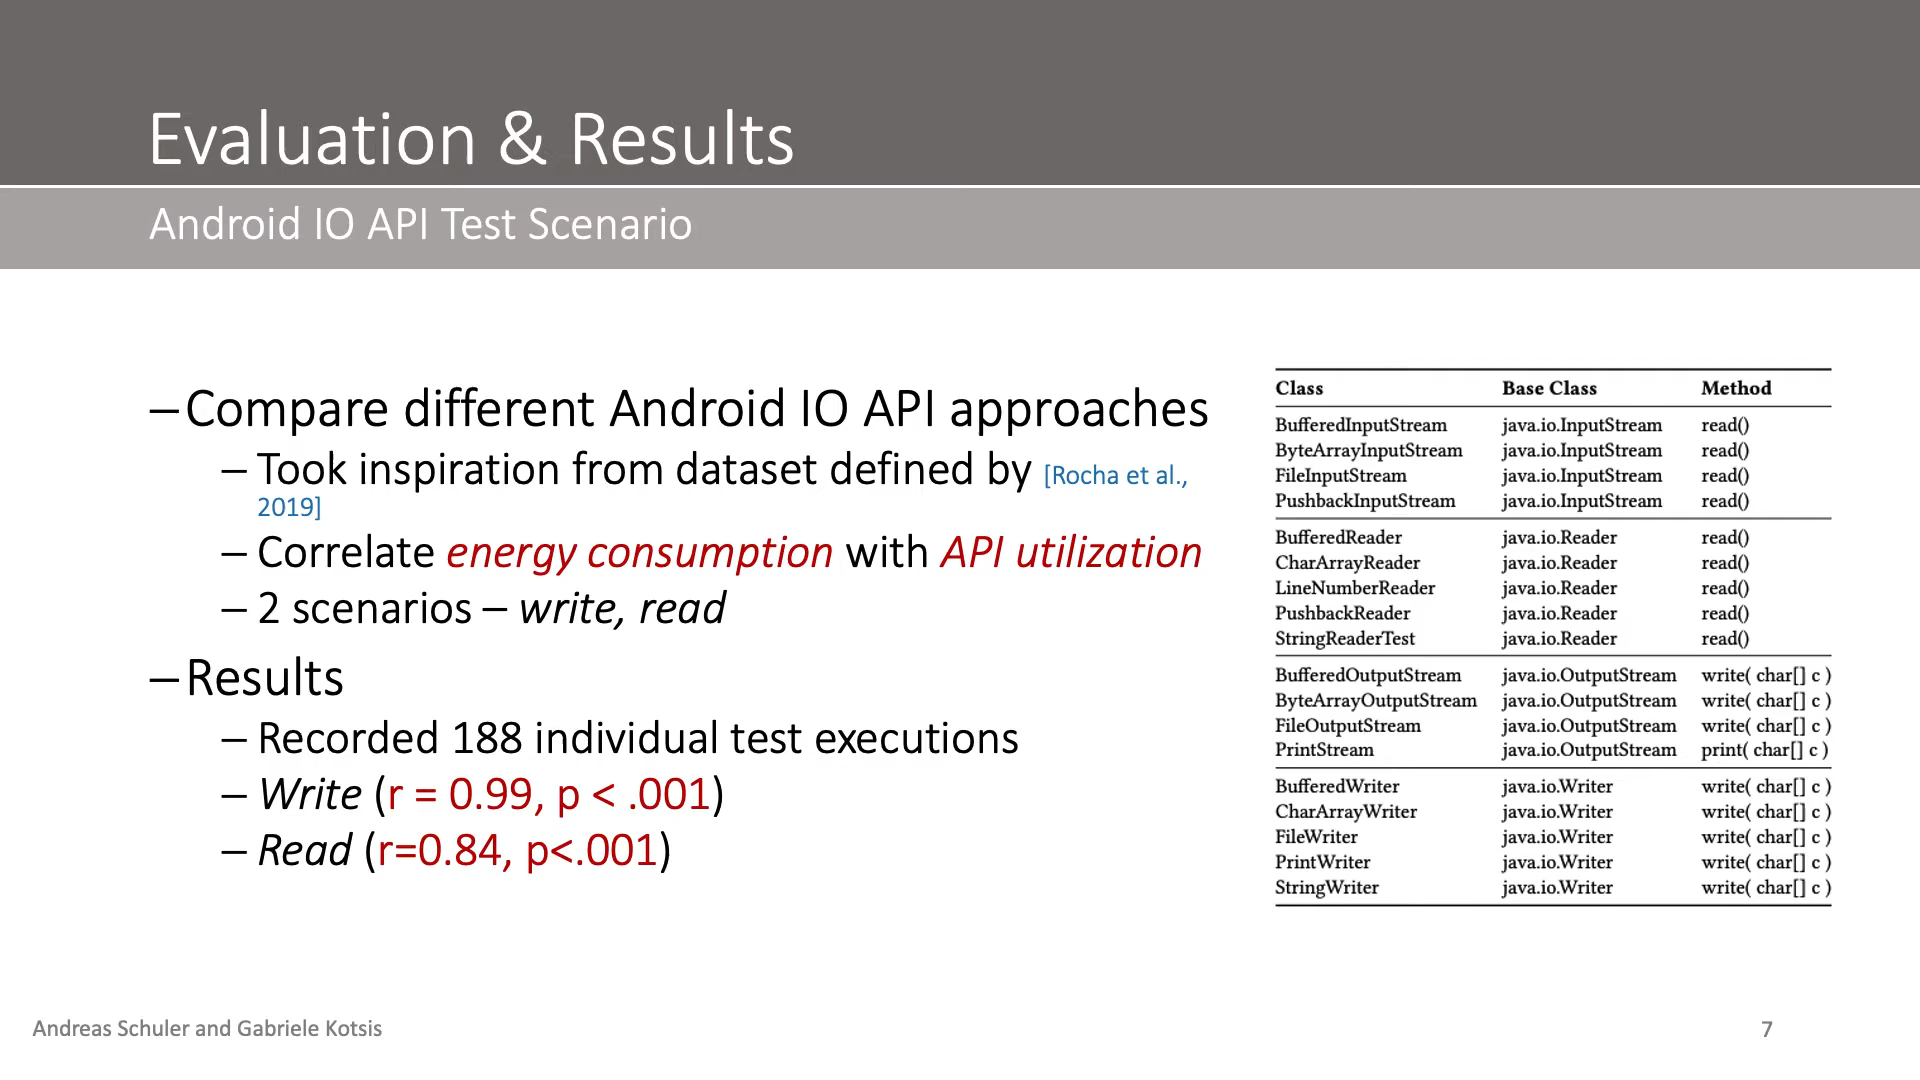 Evaluation & Results
Android IO API Test Scenario
–Compare different Android IO API approaches
– Took inspiration from dataset defined by [Rocha et al.,
2019]
– Correlate energy consumption with API utilization
– 2 scenarios – write, read
–Results
– Recorded 188 individual test executions
– Write (r = 0.99, p < .001)
– Read (r=0.84, p<.001)
Class Base Class Method
BufferedInputStream java.io.InputStream read()
ByteArrayInputStream java.io.InputStream read()
FileInputStream java.io.InputStream read()
PushbackInputStream java.io.InputStream read()
BufferedReader java.io.Reader read()
CharArrayReader java.io.Reader read()
LineNumberReader java.io.Reader read()
PushbackReader java.io.Reader read()
StringReaderTest java.io.Reader read()
BufferedOutputStream java.io.OutputStream write( char[] c )
ByteArrayOutputStream java.io.OutputStream write( char[] c )
FileOutputStream java.io.OutputStream write( char[] c )
PrintStream java.io.OutputStream print( char[] c )
BufferedWriter java.io.Writer write( char[] c )
CharArrayWriter java.io.Writer write( char[] c )
FileWriter java.io.Writer write( char[] c )
PrintWriter java.io.Writer write( char[] c )
StringWriter java.io.Writer write( char[] c )
Andreas Schuler and Gabriele Kotsis
7